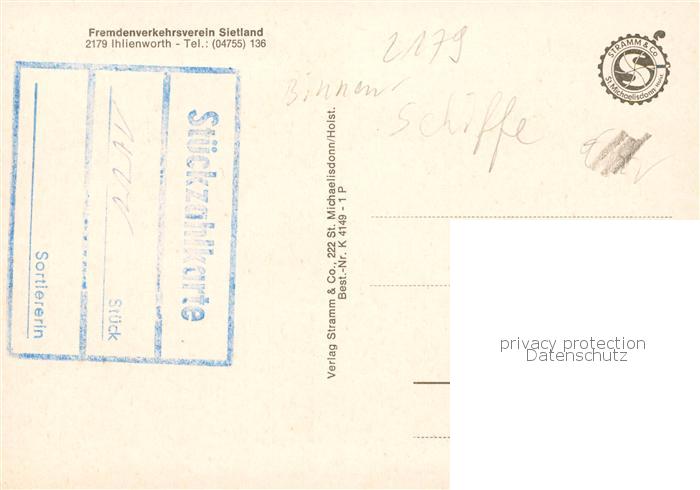 Fremdenverkehrsverein Sietland
2179 Ihlienworth - Tel.: (04755) 136
Stückzahlkarte
Stück
Sortiererin
2179
Binnen-
Schiffe
Verlag Stramm & Co., 222 St. Michaelisdonn/Holst.
Best.-Nr. K 4149 - 1 P
STRAMM & Co
St. Michaelisdonn
privacy protection
Datenschutz